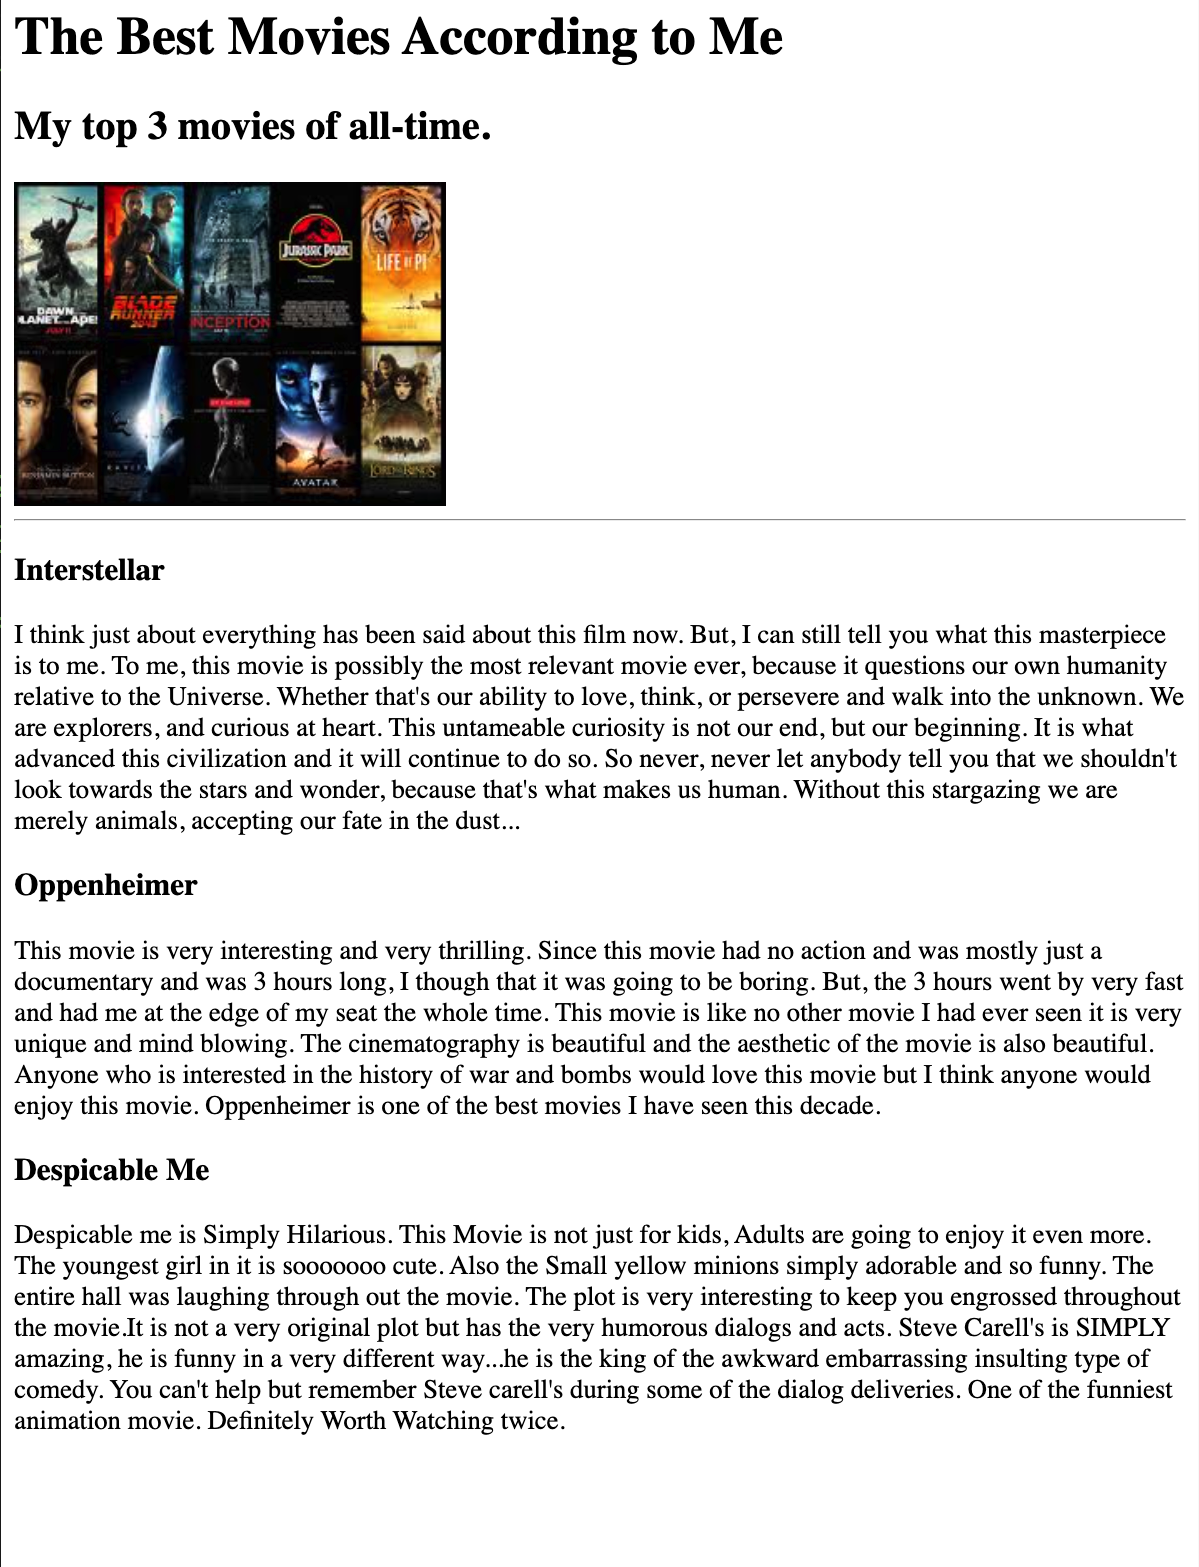 The Best Movies According to Me
My top 3 movies of all-time.
DAWN
BLADE
RUNNER
2049
INCEPTION
JURASSIC PARK
LIFE OF PI
BENJAMIN BUTTON
AVATAR
LORD OF THE RINGS
Interstellar
I think just about everything has been said about this film now. But, I can still tell you what this masterpiece
is to me. To me, this movie is possibly the most relevant movie ever, because it questions our own humanity
relative to the Universe. Whether that's our ability to love, think, or persevere and walk into the unknown. We
are explorers, and curious at heart. This untameable curiosity is not our end, but our beginning. It is what
advanced this civilization and it will continue to do so. So never, never let anybody tell you that we shouldn't
look towards the stars and wonder, because that's what makes us human. Without this stargazing we are
merely animals, accepting our fate in the dust...
Oppenheimer
This movie is very interesting and very thrilling. Since this movie had no action and was mostly just a
documentary and was 3 hours long, I though that it was going to be boring. But, the 3 hours went by very fast
and had me at the edge of my seat the whole time. This movie is like no other movie I had ever seen it is very
unique and mind blowing. The cinematography is beautiful and the aesthetic of the movie is also beautiful.
Anyone who is interested in the history of war and bombs would love this movie but I think anyone would
enjoy this movie. Oppenheimer is one of the best movies I have seen this decade.
Despicable Me
Despicable me is Simply Hilarious. This Movie is not just for kids, Adults are going to enjoy it even more.
The youngest girl in it is sooooooo cute. Also the Small yellow minions simply adorable and so funny. The
entire hall was laughing through out the movie. The plot is very interesting to keep you engrossed throughout
the movie.It is not a very original plot but has the very humorous dialogs and acts. Steve Carell's is SIMPLY
amazing, he is funny in a very different way...he is the king of the awkward embarrassing insulting type of
comedy. You can't help but remember Steve carell's during some of the dialog deliveries. One of the funniest
animation movie. Definitely Worth Watching twice.